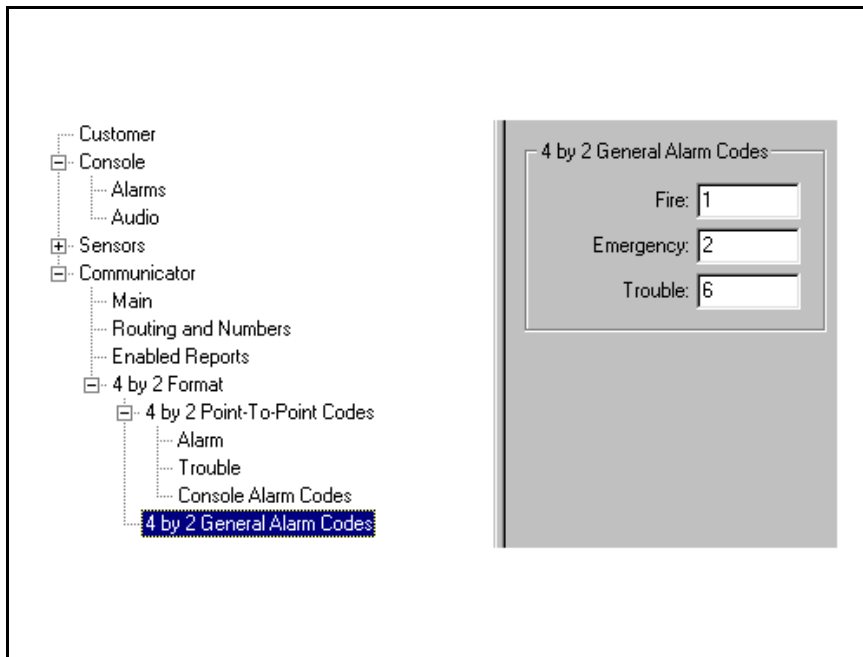 Customer
Console
Alarms
Audio
Sensors
Communicator
Main
Routing and Numbers
Enabled Reports
4 by 2 Format
4 by 2 Point-To-Point Codes
Alarm
Trouble
Console Alarm Codes
4 by 2 General Alarm Codes
4 by 2 General Alarm Codes
Fire: 1
Emergency: 2
Trouble: 6